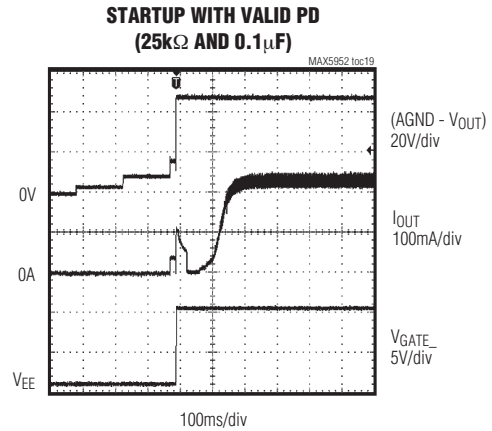 STARTUP WITH VALID PD
(25kΩ AND 0.1μF)
MAX5952 toc19
T
(AGND - VOUT)
20V/div
0V
IOUT
100mA/div
0A
VGATE_
5V/div
VEE
100ms/div